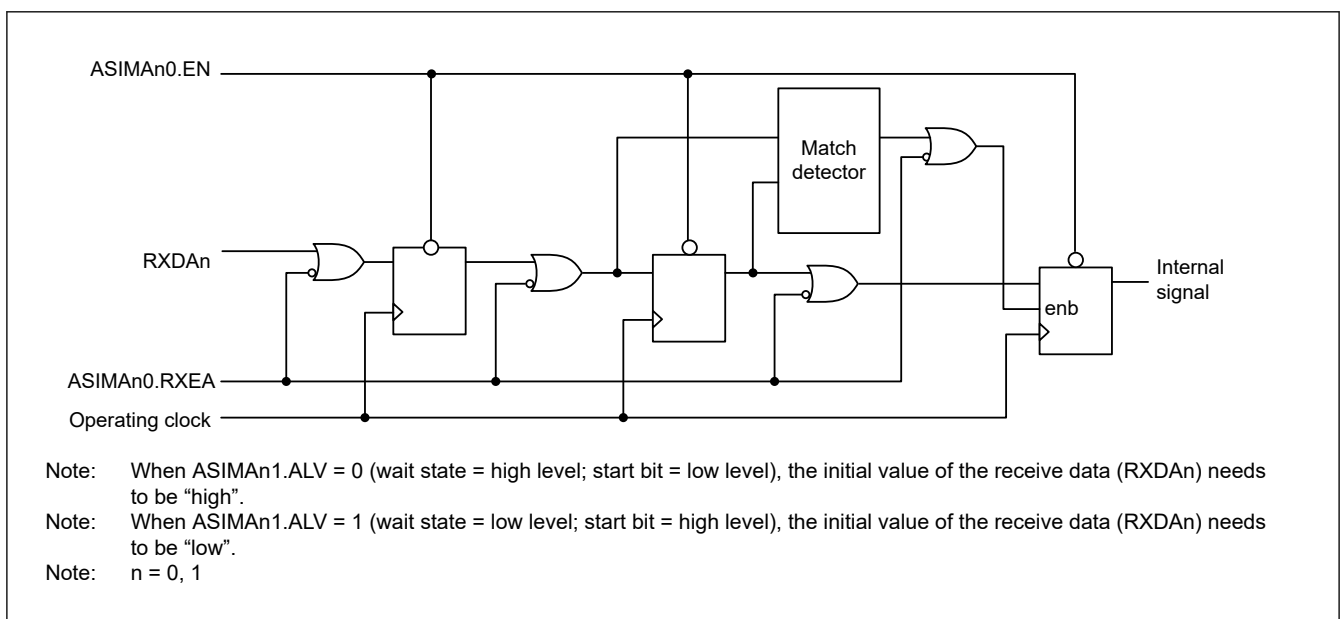 ASIMAn0.EN
Match
detector
RXDAn
Internal
signal
enb
ASIMAn0.RXEA
Operating clock
Note: When ASIMAn1.ALV = 0 (wait state = high level; start bit = low level), the initial value of the receive data (RXDAn) needs
to be “high”.
Note: When ASIMAn1.ALV = 1 (wait state = low level; start bit = high level), the initial value of the receive data (RXDAn) needs
to be “low”.
Note: n = 0, 1